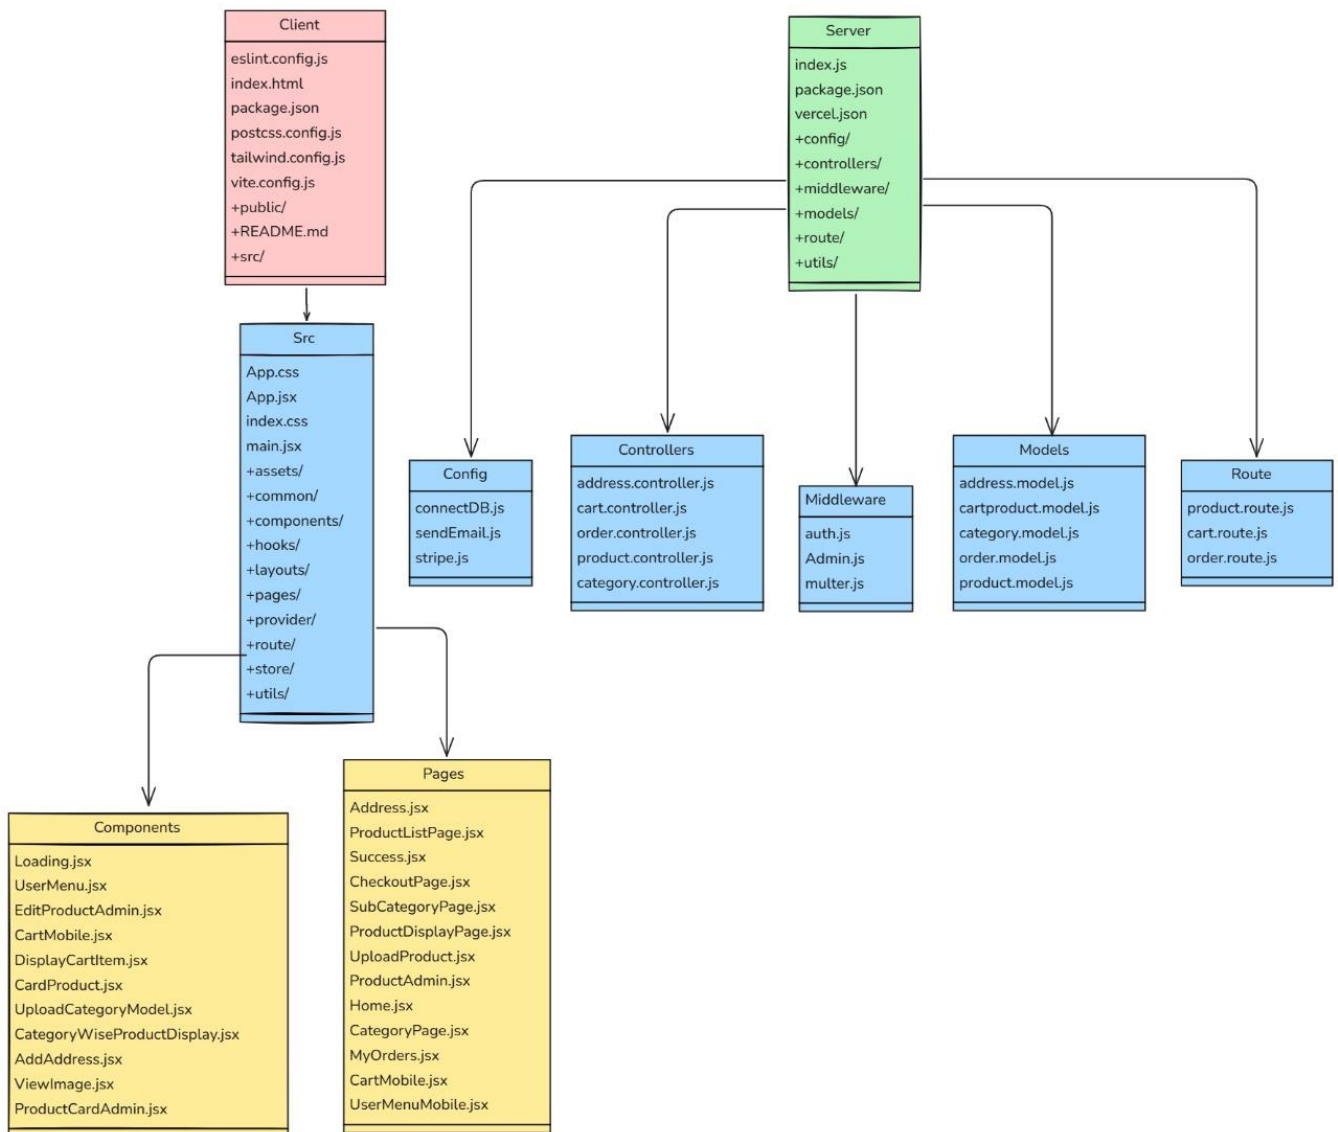 Client
eslint.config.js
index.html
package.json
postcss.config.js
tailwind.config.js
vite.config.js
+public/
+README.md
+src/
Server
index.js
package.json
vercel.json
+config/
+controllers/
+middleware/
+models/
+route/
+utils/
Src
App.css
App.jsx
index.css
main.jsx
+assets/
+common/
+components/
+hooks/
+layouts/
+pages/
+provider/
+route/
+store/
+utils/
Config
connectDB.js
sendEmail.js
stripe.js
Controllers
address.controller.js
cart.controller.js
order.controller.js
product.controller.js
category.controller.js
Middleware
auth.js
Admin.js
multer.js
Models
address.model.js
cartproduct.model.js
category.model.js
order.model.js
product.model.js
Route
product.route.js
cart.route.js
order.route.js
Components
Loading.jsx
UserMenu.jsx
EditProductAdmin.jsx
CartMobile.jsx
DisplayCartItem.jsx
CardProduct.jsx
UploadCategoryModel.jsx
CategoryWiseProductDisplay.jsx
AddAddress.jsx
ViewImage.jsx
ProductCardAdmin.jsx
Pages
Address.jsx
ProductListPage.jsx
Success.jsx
CheckoutPage.jsx
SubCategoryPage.jsx
ProductDisplayPage.jsx
UploadProduct.jsx
ProductAdmin.jsx
Home.jsx
CategoryPage.jsx
MyOrders.jsx
CartMobile.jsx
UserMenuMobile.jsx